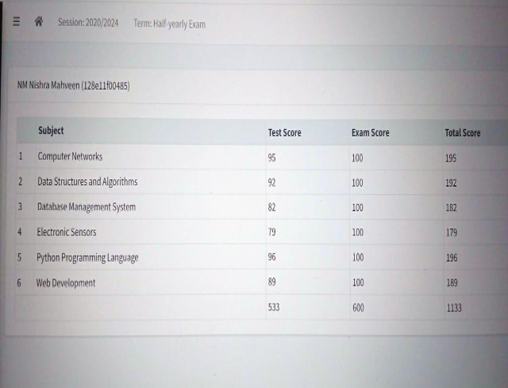 Session: 2020/2024 Term: Half-yearly Exam
NM Nishra Mahveen (128e11f00485)
Subject Test Score Exam Score Total Score
1 Computer Networks 95 100 195
2 Data Structures and Algorithms 92 100 192
3 Database Management System 82 100 182
4 Electronic Sensors 79 100 179
5 Python Programming Language 96 100 196
6 Web Development 89 100 189
533 600 1133